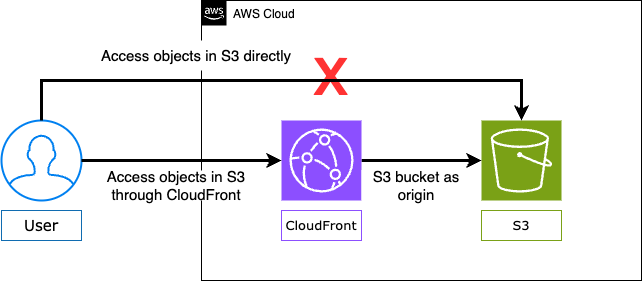 aws
AWS Cloud
Access objects in S3 directly
X
Access objects in S3
through CloudFront
S3 bucket as
origin
User
CloudFront
S3